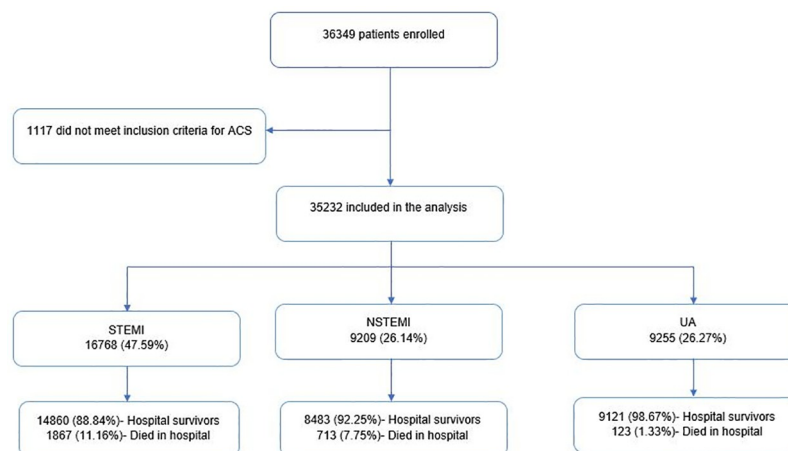 36349 patients enrolled
1117 did not meet inclusion criteria for ACS
35232 included in the analysis
STEMI
16768 (47.59%)
NSTEMI
9209 (26.14%)
UA
9255 (26.27%)
14860 (88.84%)- Hospital survivors
1867 (11.16%)- Died in hospital
8483 (92.25%)- Hospital survivors
713 (7.75%)- Died in hospital
9121 (98.67%)- Hospital survivors
123 (1.33%)- Died in hospital